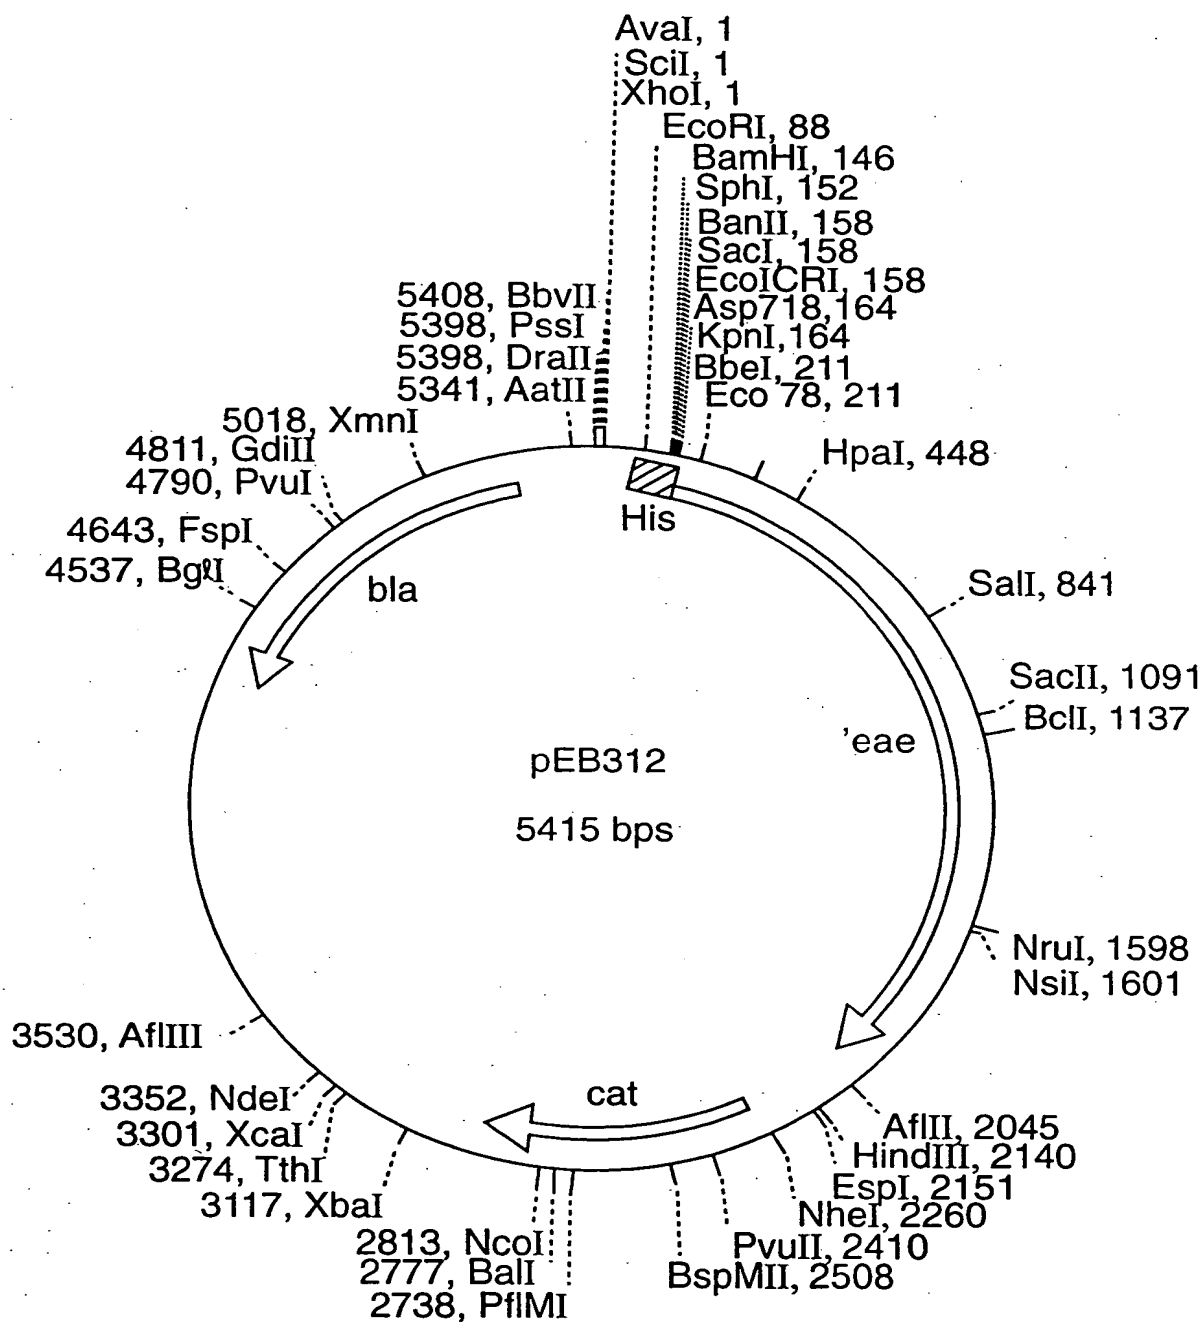 AvaI, 1
SciI, 1
XhoI, 1
EcoRI, 88
BamHI, 146
SphI, 152
BanII, 158
SacI, 158
EcoICRI, 158
Asp718,164
KpnI,164
BbeI, 211
Eco 78, 211
HpaI, 448
SalI, 841
SacII, 1091
BclI, 1137
NruI, 1598
NsiI, 1601
AflII, 2045
HindIII, 2140
EspI, 2151
NheI, 2260
PvuII, 2410
BspMII, 2508
2738, PflMI
2777, BalI
2813, NcoI
3117, XbaI
3274, TthI
3301, XcaI
3352, NdeI
3530, AflIII
4537, BglI
4643, FspI
4790, PvuI
4811, GdiII
5018, XmnI
5341, AatII
5398, DraII
5398, PssI
5408, BbvII
His
bla
'eae
cat
pEB312
5415 bps